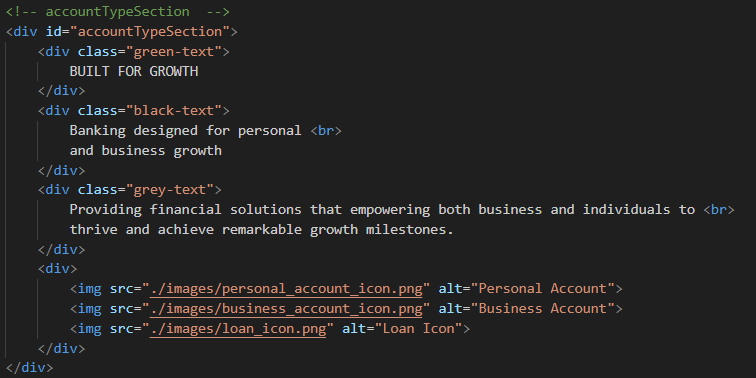 <!-- accountTypeSection  -->
<div id="accountTypeSection">
    <div class="green-text">
        BUILT FOR GROWTH
    </div>
    <div class="black-text">
        Banking designed for personal <br>
        and business growth
    </div>
    <div class="grey-text">
        Providing financial solutions that empowering both business and individuals to <br>
        thrive and achieve remarkable growth milestones.
    </div>
    <div>
        <img src="./images/personal_account_icon.png" alt="Personal Account">
        <img src="./images/business_account_icon.png" alt="Business Account">
        <img src="./images/loan_icon.png" alt="Loan Icon">
    </div>
</div>